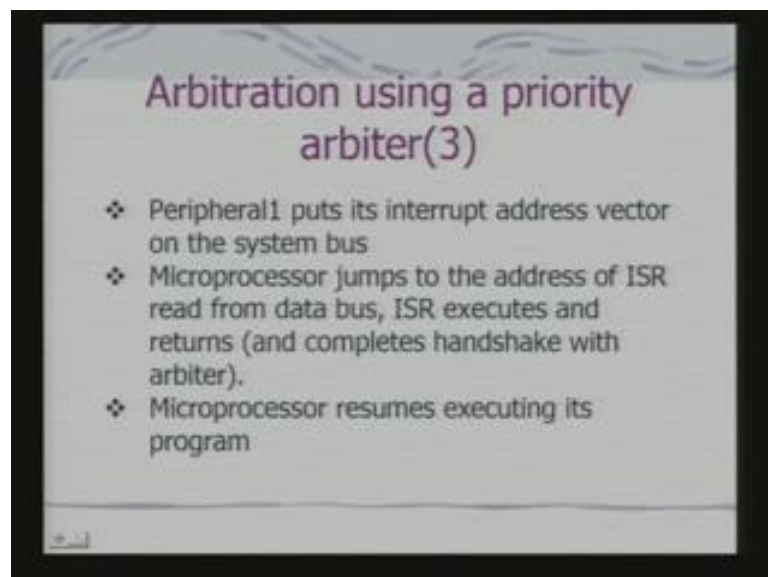 Arbitration using a priority
arbiter(3)
❖ Peripheral1 puts its interrupt address vector
on the system bus
❖ Microprocessor jumps to the address of ISR
read from data bus, ISR executes and
returns (and completes handshake with
arbiter).
❖ Microprocessor resumes executing its
program